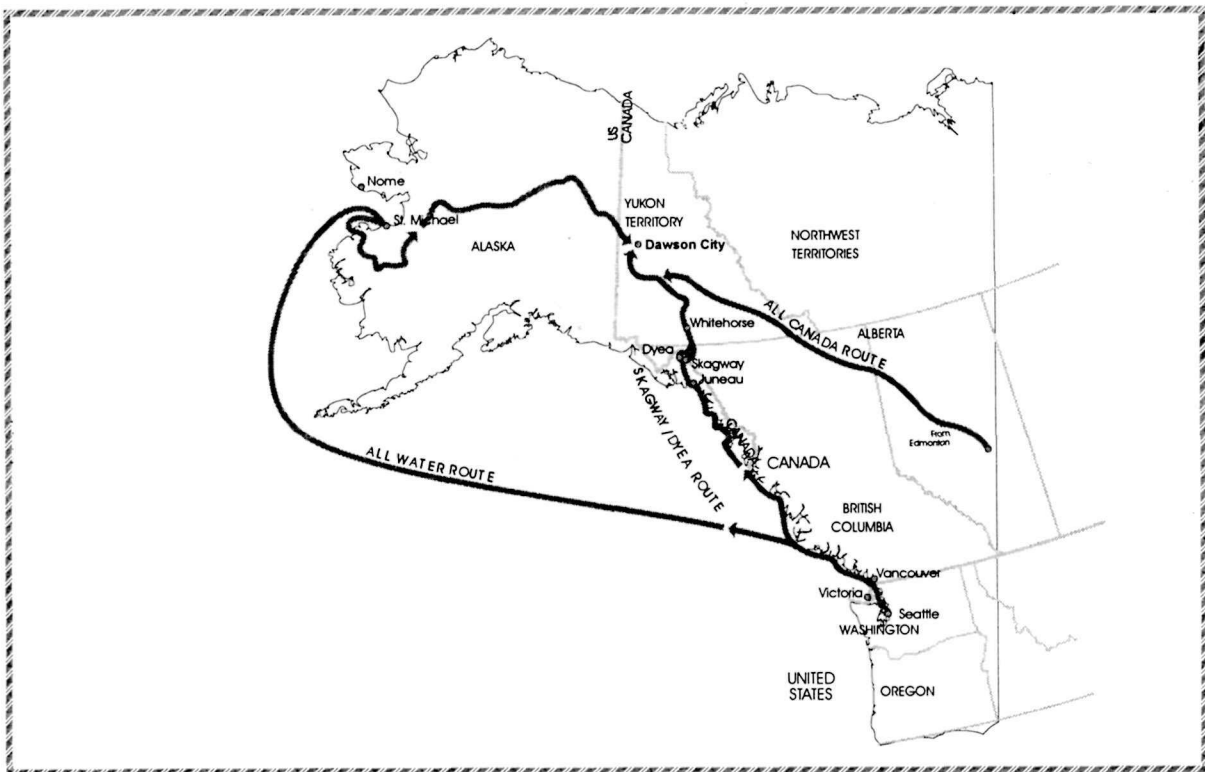 US
CANADA
Nome
St. Michael
YUKON
TERRITORY
Dawson City
ALASKA
NORTHWEST
TERRITORIES
ALL CANADA ROUTE
ALBERTA
Whitehorse
Dyea
Skagway
Juneau
SKAGWAY / DYEA ROUTE
CANADA
CANADA
From
Edmonton
ALL WATER ROUTE
BRITISH
COLUMBIA
Vancouver
Victoria
Seattle
WASHINGTON
UNITED
STATES
OREGON